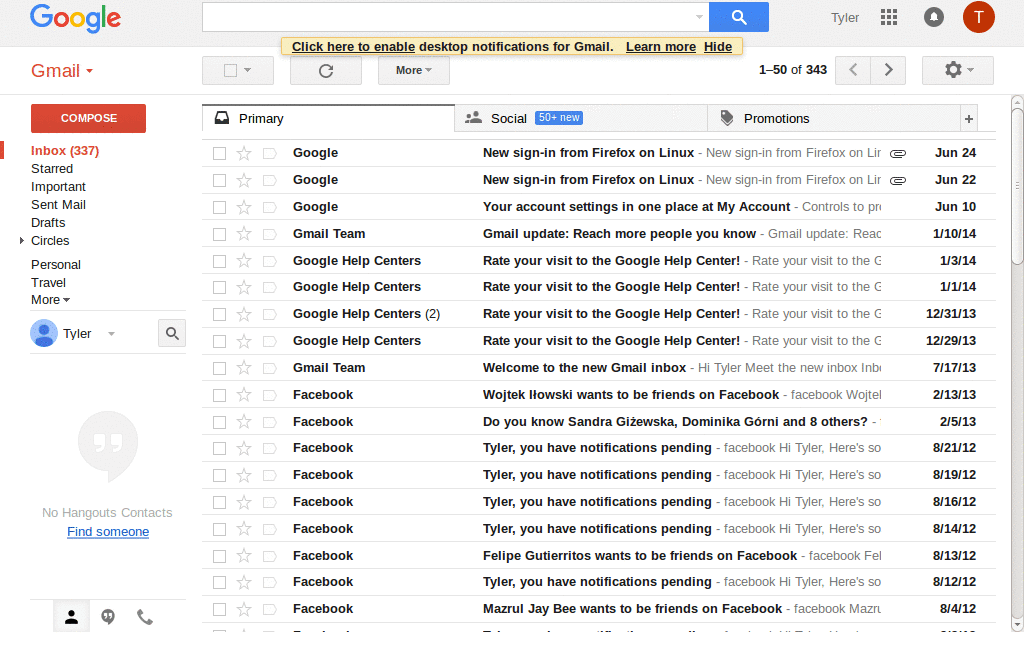 Google
Tyler
T
Click here to enable desktop notifications for Gmail. Learn more Hide
Gmail
More
1–50 of 343
COMPOSE
Inbox (337)
Starred
Important
Sent Mail
Drafts
Circles
Personal
Travel
More
Tyler
No Hangouts Contacts
Find someone
Primary
Social 50+ new
Promotions
+
Google New sign-in from Firefox on Linux - New sign-in from Firefox on Lin Jun 24
Google New sign-in from Firefox on Linux - New sign-in from Firefox on Lin Jun 22
Google Your account settings in one place at My Account - Controls to pro Jun 10
Gmail Team Gmail update: Reach more people you know - Gmail update: Reac 1/10/14
Google Help Centers Rate your visit to the Google Help Center! - Rate your visit to the G 1/3/14
Google Help Centers Rate your visit to the Google Help Center! - Rate your visit to the G 1/1/14
Google Help Centers (2) Rate your visit to the Google Help Center! - Rate your visit to the G 12/31/13
Google Help Centers Rate your visit to the Google Help Center! - Rate your visit to the G 12/29/13
Gmail Team Welcome to the new Gmail inbox - Hi Tyler Meet the new inbox Inb 7/17/13
Facebook Wojtek Iłowski wants to be friends on Facebook - facebook Wojtek 2/13/13
Facebook Do you know Sandra Giżewska, Dominika Górni and 8 others? - 2/5/13
Facebook Tyler, you have notifications pending - facebook Hi Tyler, Here's so 8/21/12
Facebook Tyler, you have notifications pending - facebook Hi Tyler, Here's so 8/19/12
Facebook Tyler, you have notifications pending - facebook Hi Tyler, Here's so 8/16/12
Facebook Tyler, you have notifications pending - facebook Hi Tyler, Here's so 8/14/12
Facebook Felipe Gutierritos wants to be friends on Facebook - facebook Fel 8/13/12
Facebook Tyler, you have notifications pending - facebook Hi Tyler, Here's so 8/12/12
Facebook Mazrul Jay Bee wants to be friends on Facebook - facebook Mazru 8/4/12